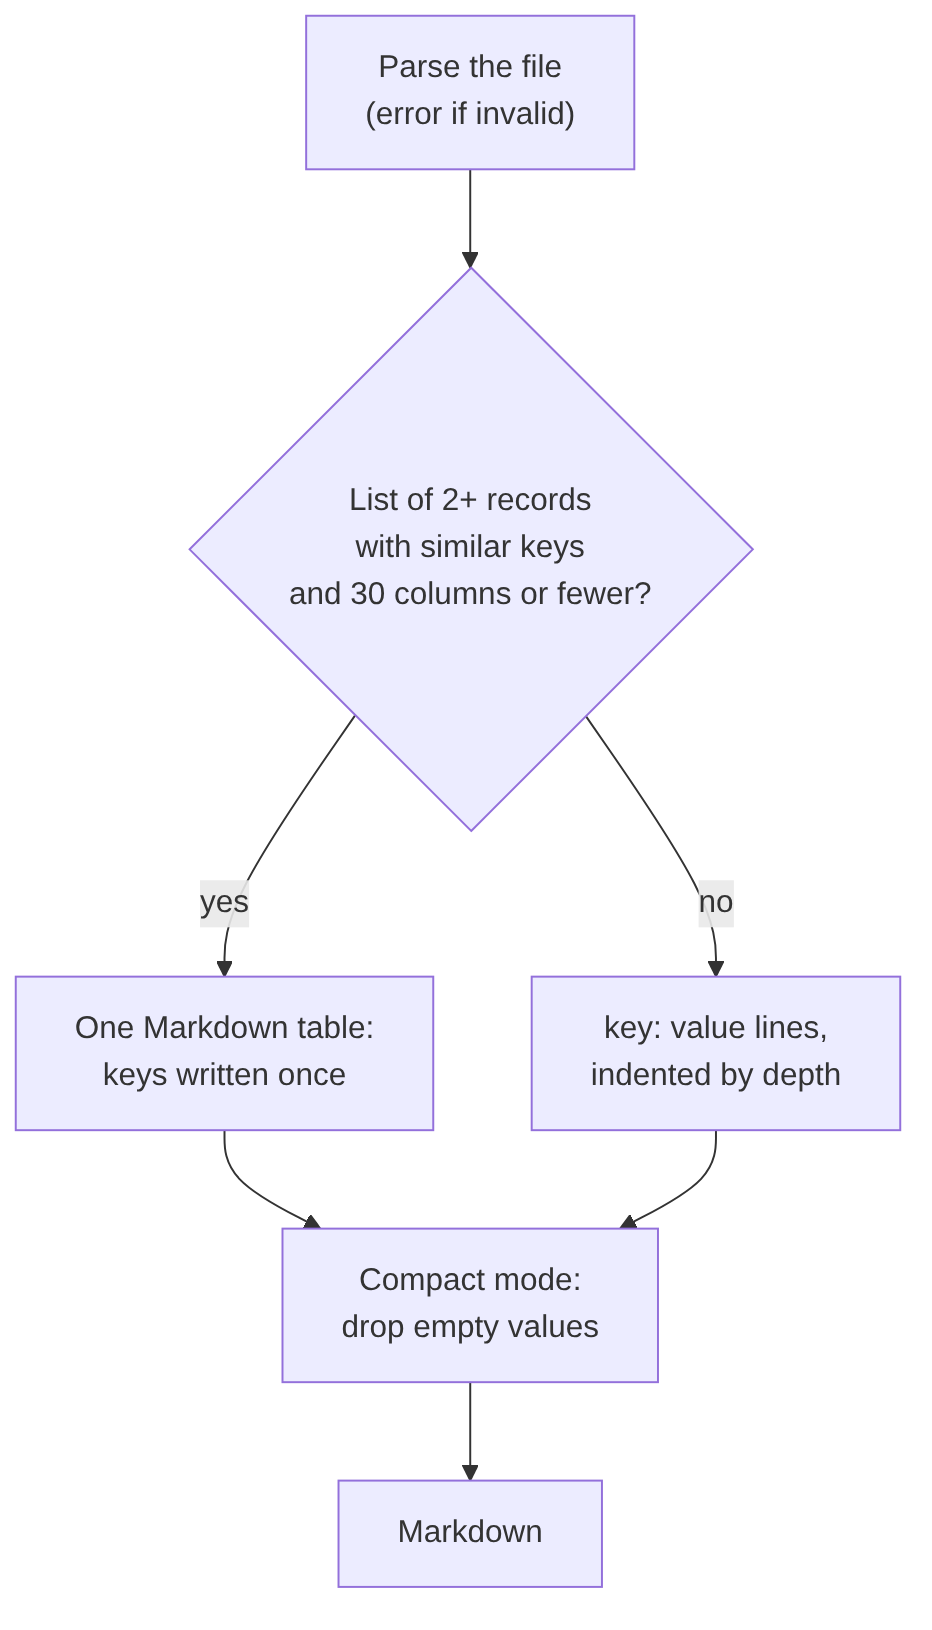 Parse the file
(error if invalid)
List of 2+ records
with similar keys
and 30 columns or fewer?
yes
no
One Markdown table:
keys written once
key: value lines,
indented by depth
Compact mode:
drop empty values
Markdown